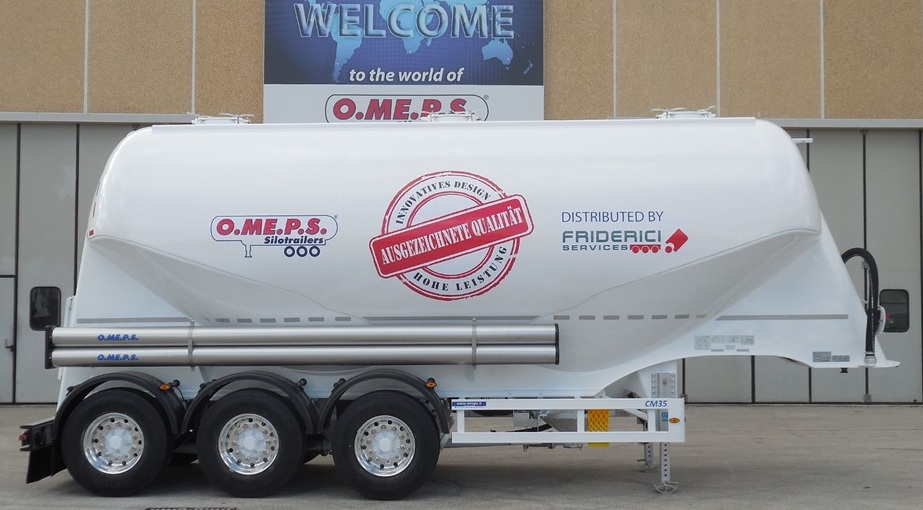 WELCOME
to the world of
O.ME.P.S.®
O.ME.P.S.®
Silotrailers
INNOVATIVES DESIGN
AUSGEZEICHNETE QUALITÄT
HOHE LEISTUNG
DISTRIBUTED BY
FRIDERICI
SERVICES
O.ME.P.S.
O.ME.P.S.
CM35